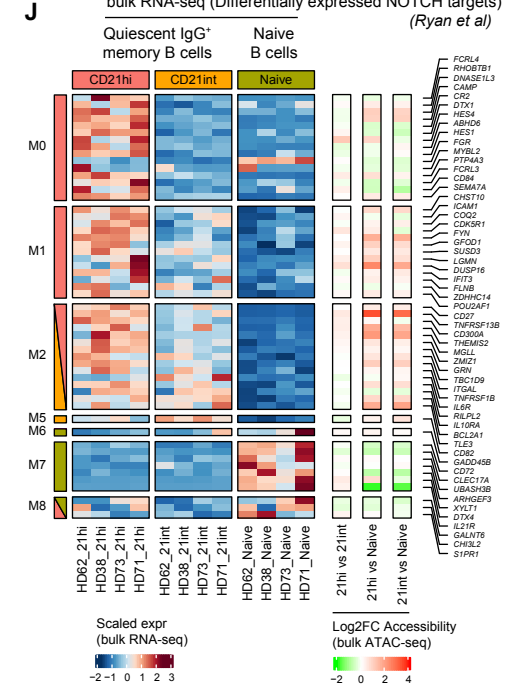 bulk RNA-seq (Differentially expressed NOTCH targets)
J
(Ryan et al)
Quiescent IgG+
memory B cells
Naive
B cells
CD21hi
CD21int
Naive
M0
M1
M2
M5
M6
M7
M8
FCRL4
RHOBTB1
DNASE1L3
CAMP
CR2
DTX1
HES4
ABHD6
HES1
FGR
MYBL2
PTP4A3
FCRL3
CD84
SEMA7A
CHST10
ICAM1
COQ2
CDK5R1
FYN
GFOD1
SUSD3
LGMN
DUSP16
IFIT3
FLNB
ZDHHC14
POU2AF1
CD27
TNFRSF13B
CD300A
THEMIS2
MGLL
ZMIZ1
GRN
TBC1D9
ITGAL
TNFRSF1B
IL6R
RILPL2
IL10RA
BCL2A1
TLE3
CD82
GADD45B
CD72
CLEC17A
UBASH3B
ARHGEF3
XYLT1
DTX4
IL21R
GALNT6
CHI3L2
S1PR1
HD62_21hi
HD38_21hi
HD73_21hi
HD71_21hi
HD62_21int
HD38_21int
HD73_21int
HD71_21int
HD62_Naive
HD38_Naive
HD73_Naive
HD71_Naive
21hi vs 21int
21hi vs Naive
21int vs Naive
Scaled expr
(bulk RNA-seq)
−2 −1 0 1 2 3
Log2FC Accessibility
(bulk ATAC-seq)
−2 0 2 4